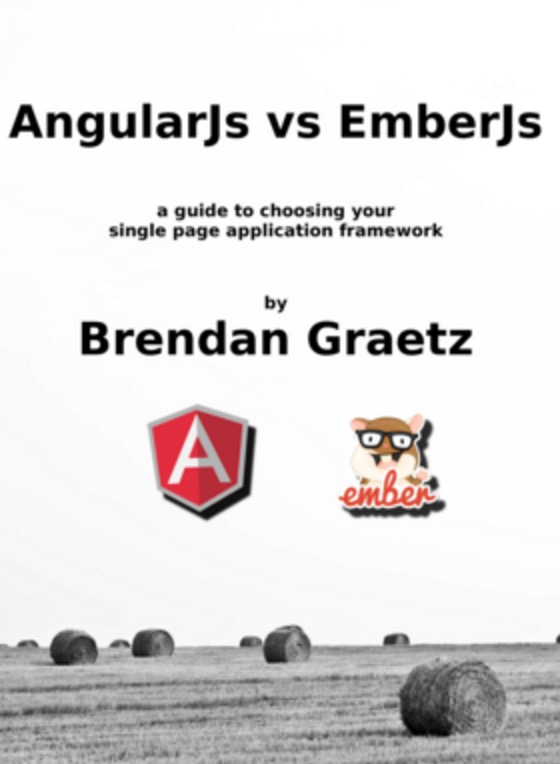 AngularJs vs EmberJs
a guide to choosing your
single page application framework
by
Brendan Graetz
A
ember